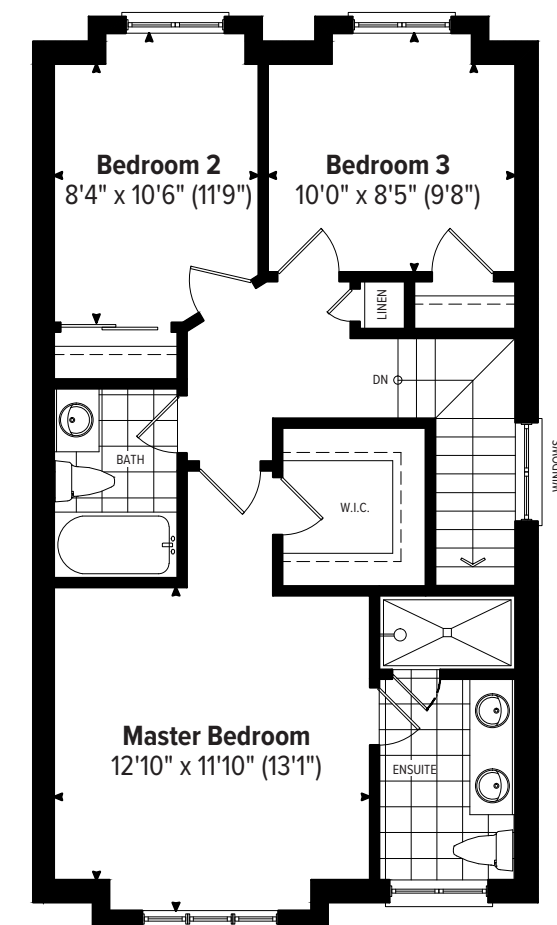 Bedroom 2
8'4" x 10'6" (11'9")
Bedroom 3
10'0" x 8'5" (9'8")
LINEN
DN
BATH
W.I.C.
WINDOWS
Master Bedroom
12'10" x 11'10" (13'1")
ENSUITE